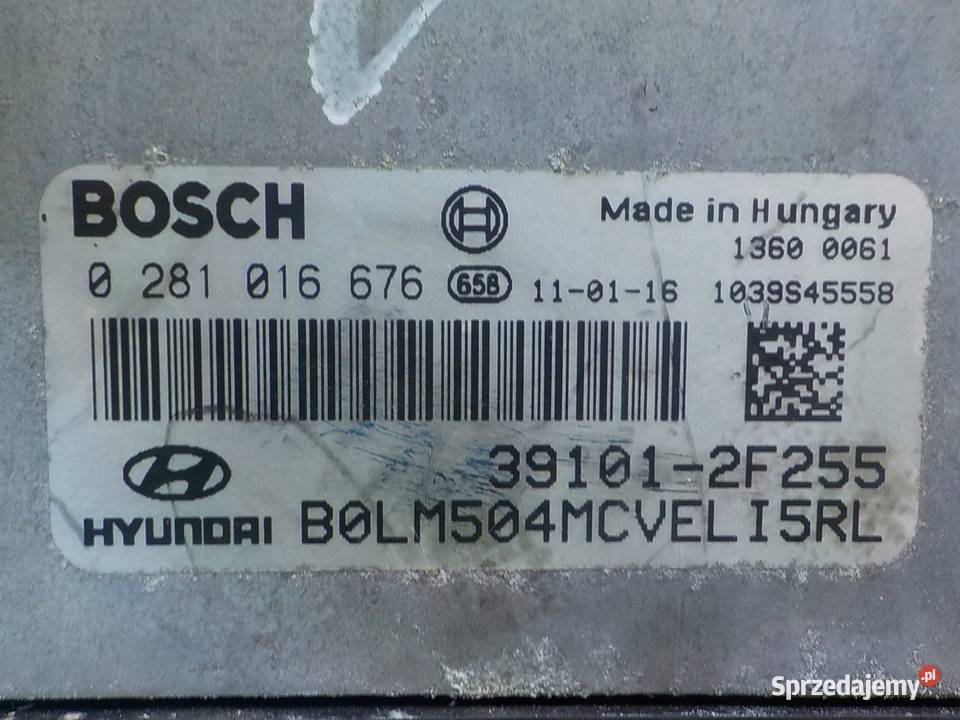 BOSCH
Made in Hungary
1360 0061
0 281 016 676 65B 11-01-16 1039S45558
39101-2F255
HYUNDAI B0LM504MCVELI5RL
Sprzedajemy.pl